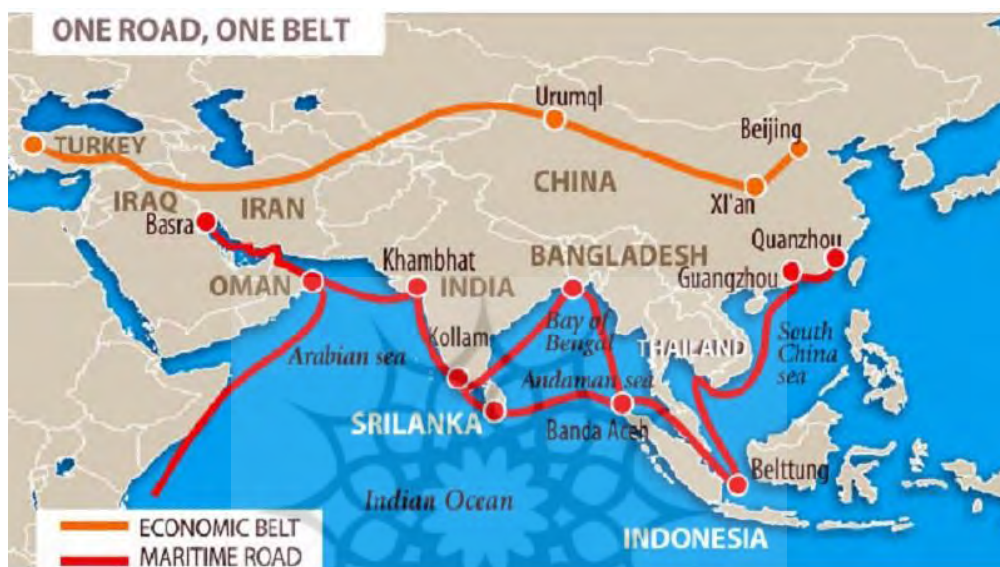 ONE ROAD, ONE BELT
Urumql
Beijing
TURKEY
CHINA
XI'an
IRAQ
IRAN
Basra
Quanzhou
Khambhat
BANGLADESH
Guangzhou
OMAN
INDIA
Kollam
Bay of
Bengal
THAILAND
South
China
sea
Arabian sea
Andaman sea
SRILANKA
Banda Aceh
Belttung
Indian Ocean
INDONESIA
ECONOMIC BELT
MARITIME ROAD